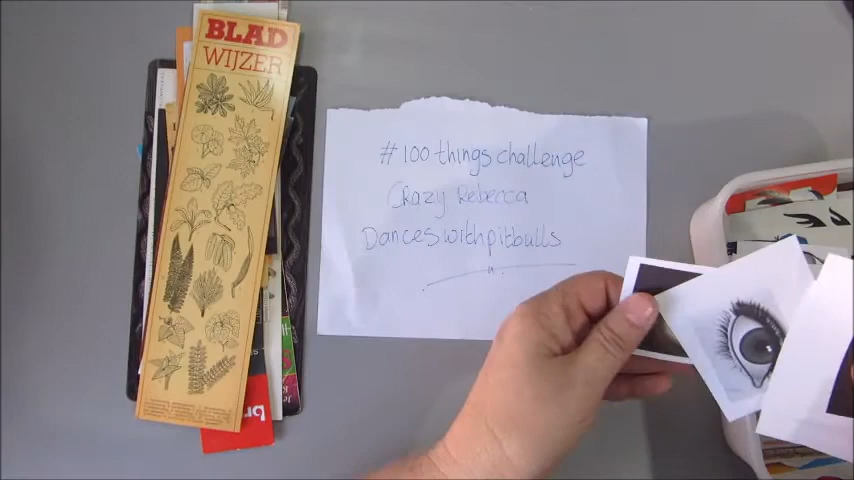 BLAD
WIJZER
#100 things challenge
Crazy Rebecca
Danceswithpitbulls